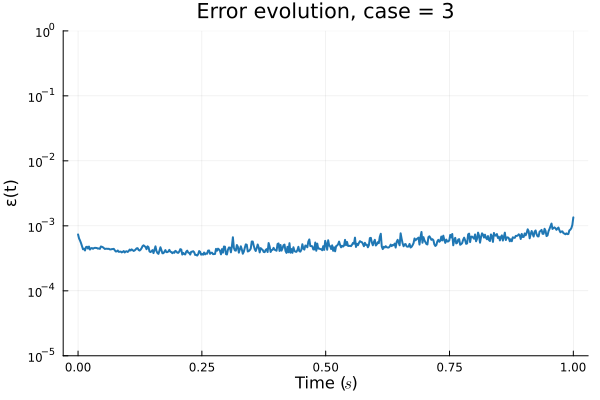 Error evolution, case = 3
ε(t)
10⁰
10⁻¹
10⁻²
10⁻³
10⁻⁴
10⁻⁵
0.00 0.25 0.50 0.75 1.00
Time (s)